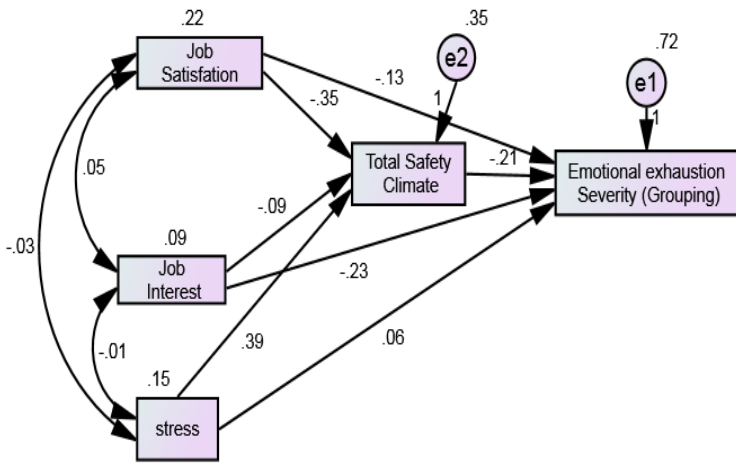 .22
.35
.72
Job
Satisfation
e2
e1
-.13
1
1
-.35
Total Safety
Climate
-.21
Emotional exhaustion
Severity (Grouping)
.05
-.09
-.03
.09
Job
Interest
-.23
-.01
.39
.06
.15
stress